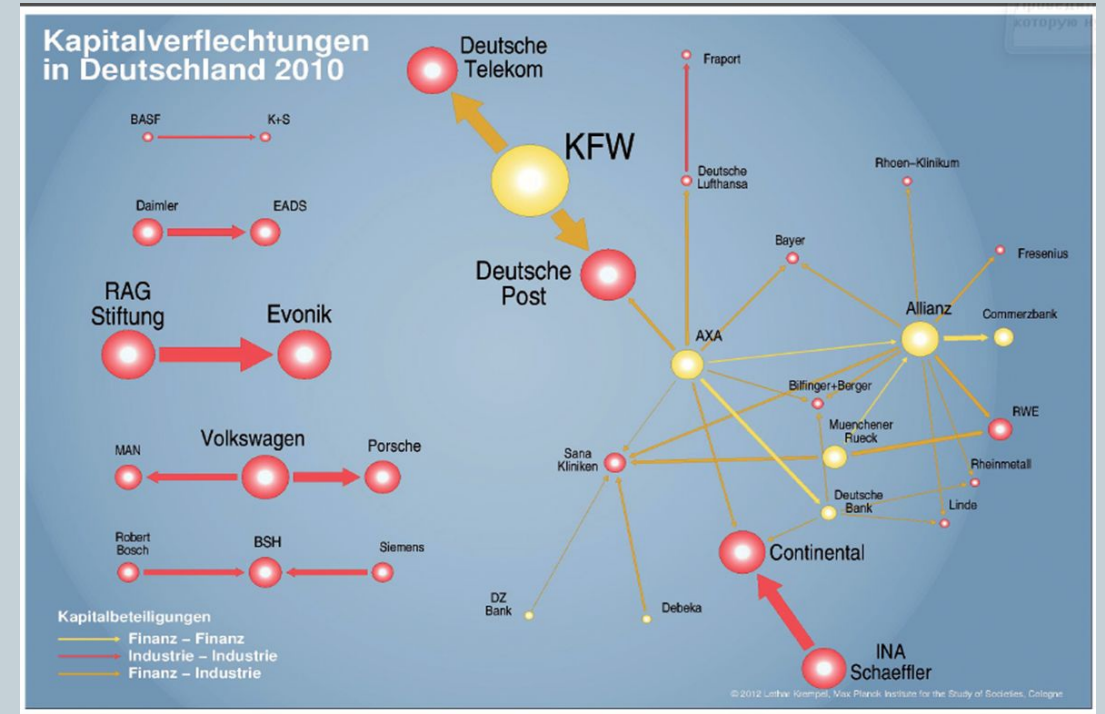 Kapitalverflechtungen
in Deutschland 2010
Deutsche
Telekom
Fraport
BASF
K+S
KFW
Rhoen-Klinikum
Deutsche
Lufthansa
Daimler
EADS
Bayer
Fresenius
Deutsche
Post
RAG
Stiftung
Evonik
Allianz
Commerzbank
AXA
Bilfinger+Berger
RWE
Muenchener
Rueck
Volkswagen
MAN
Porsche
Sana
Kliniken
Rheinmetall
Deutsche
Bank
Linde
Robert
Bosch
BSH
Siemens
Continental
DZ
Bank
Debeka
Kapitalbeteiligungen
Finanz – Finanz
Industrie – Industrie
Finanz – Industrie
INA
Schaeffler
© 2012 Lothar Krempel, Max Planck Institute for the Study of Societies, Cologne